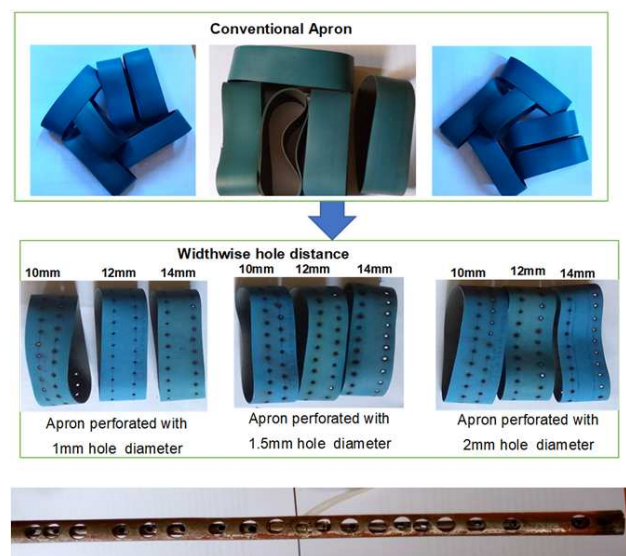 Conventional Apron
Widthwise hole distance
10mm 12mm 14mm
10mm 12mm 14mm
10mm 12mm 14mm
Apron perforated with
1mm hole diameter
Apron perforated with
1.5mm hole diameter
Apron perforated with
2mm hole diameter